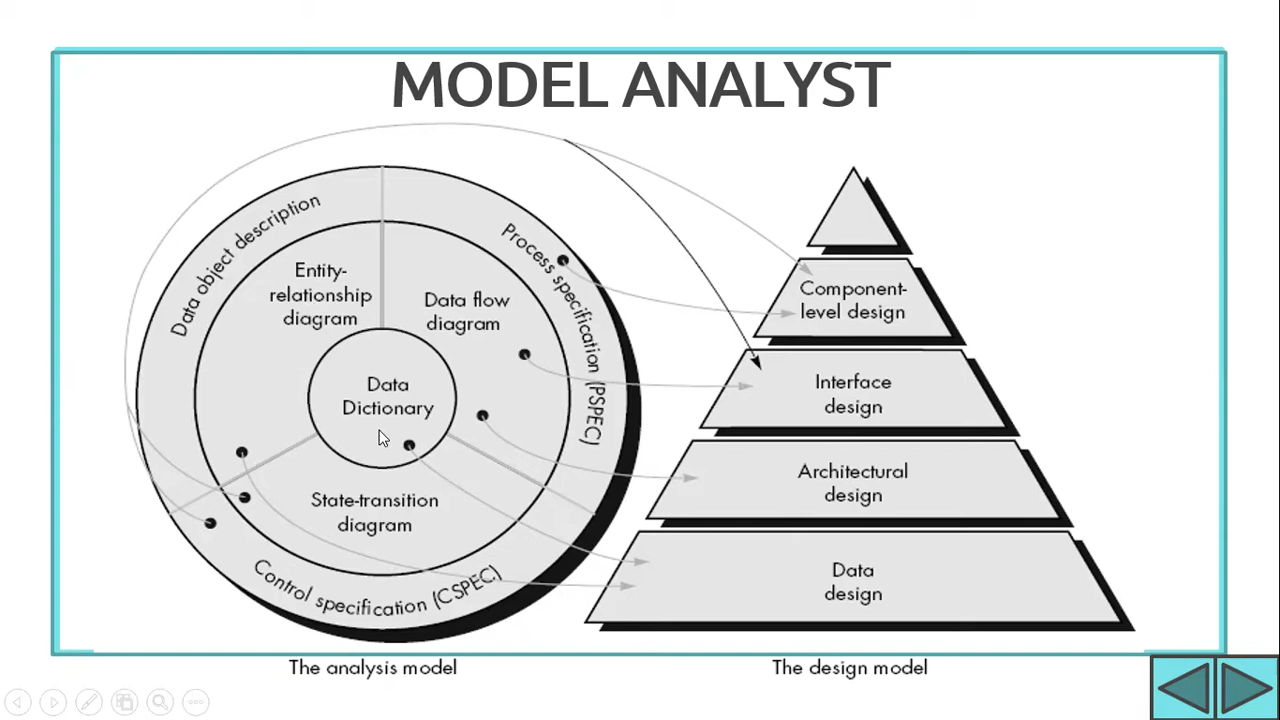 MODEL ANALYST
Data object description
Process specification (PSPEC)
Entity-
relationship
diagram
Data flow
diagram
Data
Dictionary
State-transition
diagram
Control specification (CSPEC)
The analysis model
Component-
level design
Interface
design
Architectural
design
Data
design
The design model